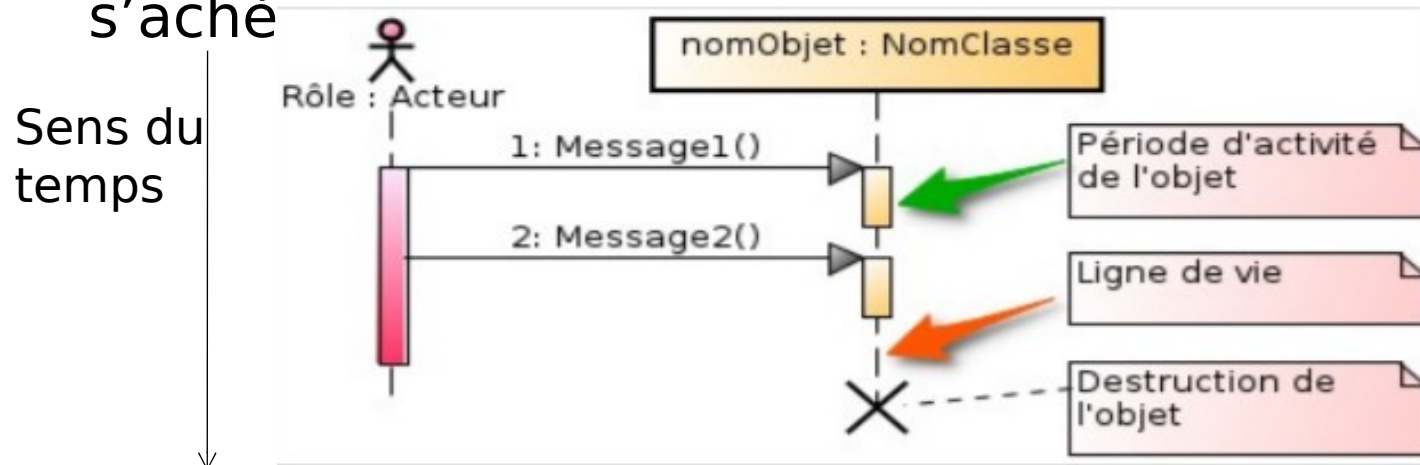 s'aché
nomObjet : NomClasse
Rôle : Acteur
Sens du
temps
1: Message1()
Période d'activité
de l'objet
2: Message2()
Ligne de vie
Destruction de
l'objet